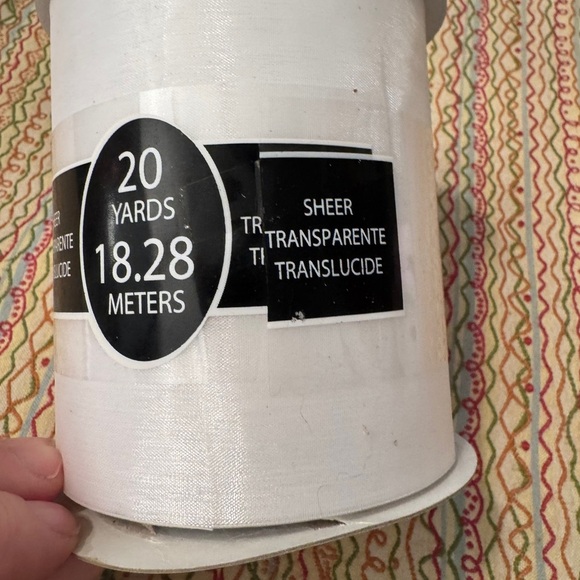 20
YARDS
18.28
METERS
SHEER
TRANSPARENTE
TRANSLUCIDE